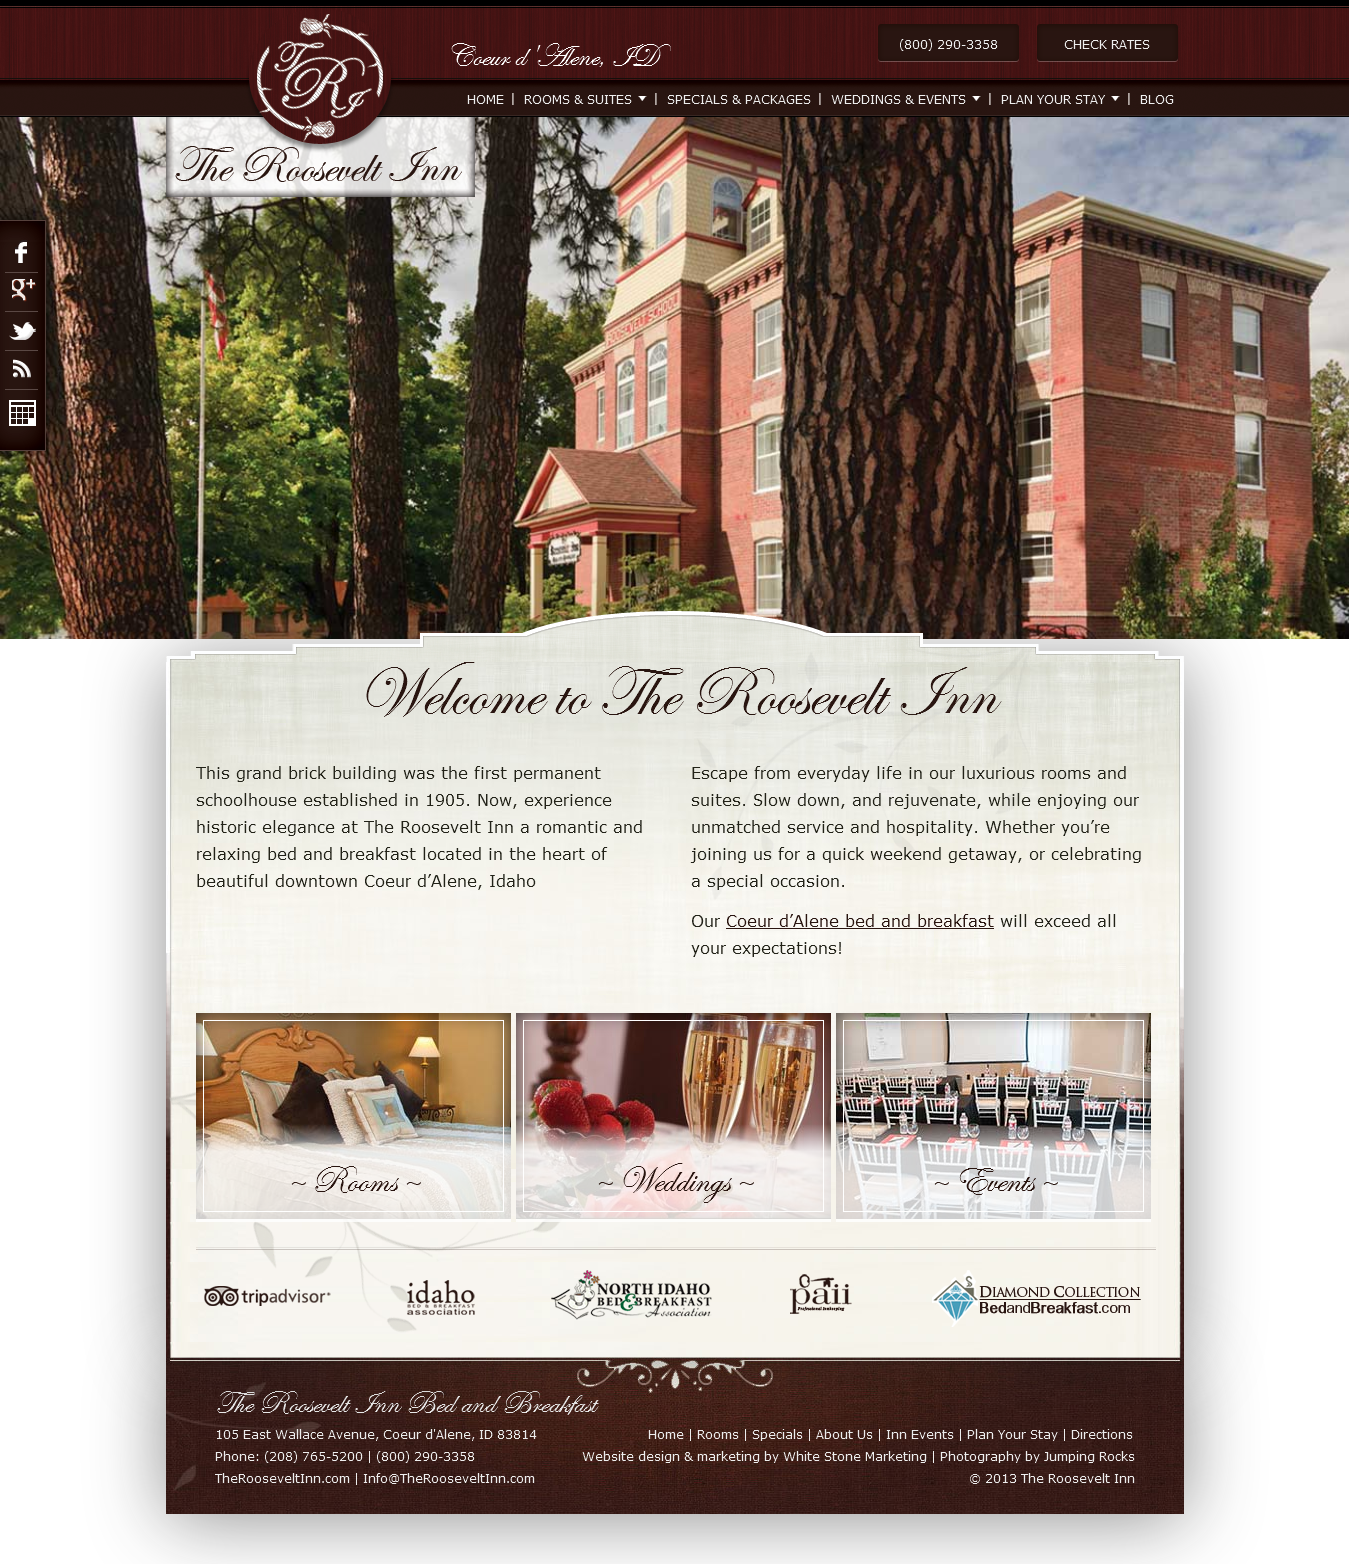 Coeur d'Alene, ID
(800) 290-3358
CHECK RATES
TRI
HOME | ROOMS & SUITES | SPECIALS & PACKAGES | WEDDINGS & EVENTS | PLAN YOUR STAY | BLOG
The Roosevelt Inn
ROOSEVELT SCHOOL
Welcome to The Roosevelt Inn
This grand brick building was the first permanent
schoolhouse established in 1905. Now, experience
historic elegance at The Roosevelt Inn a romantic and
relaxing bed and breakfast located in the heart of
beautiful downtown Coeur d’Alene, Idaho
Escape from everyday life in our luxurious rooms and
suites. Slow down, and rejuvenate, while enjoying our
unmatched service and hospitality. Whether you’re
joining us for a quick weekend getaway, or celebrating
a special occasion.
Our Coeur d’Alene bed and breakfast will exceed all
your expectations!
~ Rooms ~
~ Weddings ~
~ Events ~
tripadvisor
idaho
BED & BREAKFAST
association
NORTH IDAHO
BED & BREAKFAST
Association
paii
Professional Innkeeping
DIAMOND COLLECTION
BedandBreakfast.com
The Roosevelt Inn Bed and Breakfast
105 East Wallace Avenue, Coeur d'Alene, ID 83814
Phone: (208) 765-5200 | (800) 290-3358
TheRooseveltInn.com | Info@TheRooseveltInn.com
Home | Rooms | Specials | About Us | Inn Events | Plan Your Stay | Directions
Website design & marketing by White Stone Marketing | Photography by Jumping Rocks
© 2013 The Roosevelt Inn